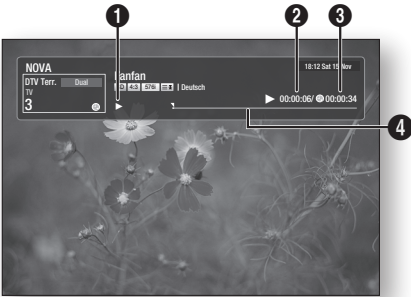 1
2
3
NOVA
18:12 Sat 15 Nov
DTV Terr. Dual
TV
3
Fanfan
4:3 576i | Deutsch
00:00:06/ 00:00:34
4